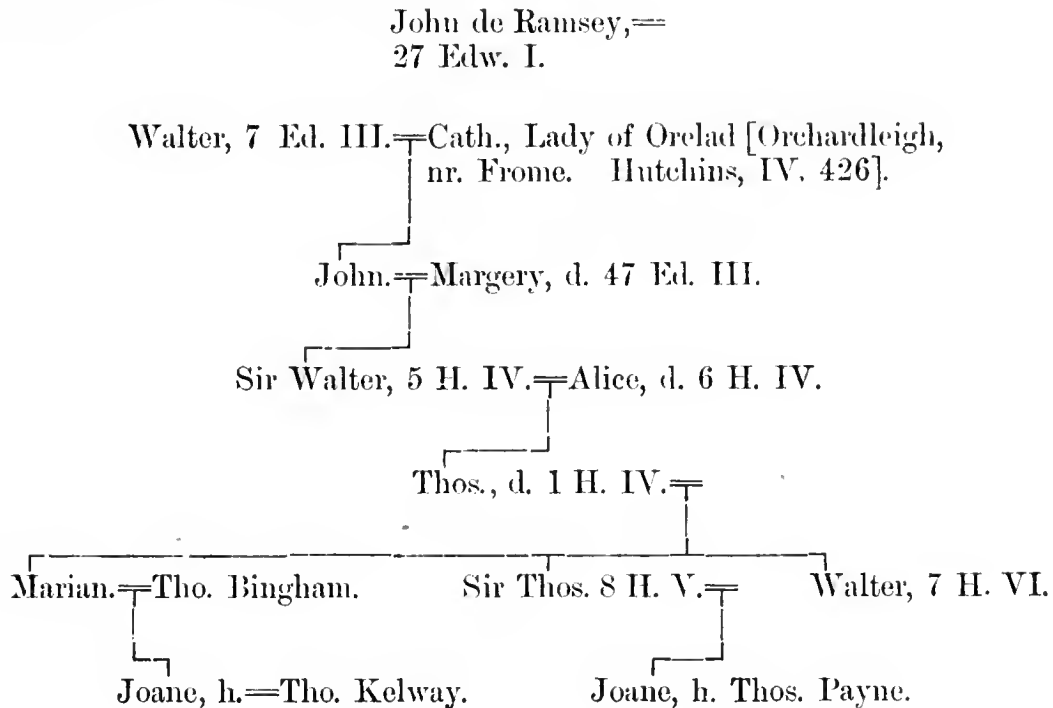 John de Ramsey,=
27 Edw. I.
Walter, 7 Ed. III.=Cath., Lady of Orelad [Orchardleigh,
nr. Frome. Hutchins, IV. 426].
John.=Margery, d. 47 Ed. III.
Sir Walter, 5 H. IV.=Alice, d. 6 H. IV.
Thos., d. 1 H. IV.=
Marian.=Tho. Bingham. Sir Thos. 8 H. V.= Walter, 7 H. VI.
Joane, h.=Tho. Kelway. Joane, h. Thos. Payne.